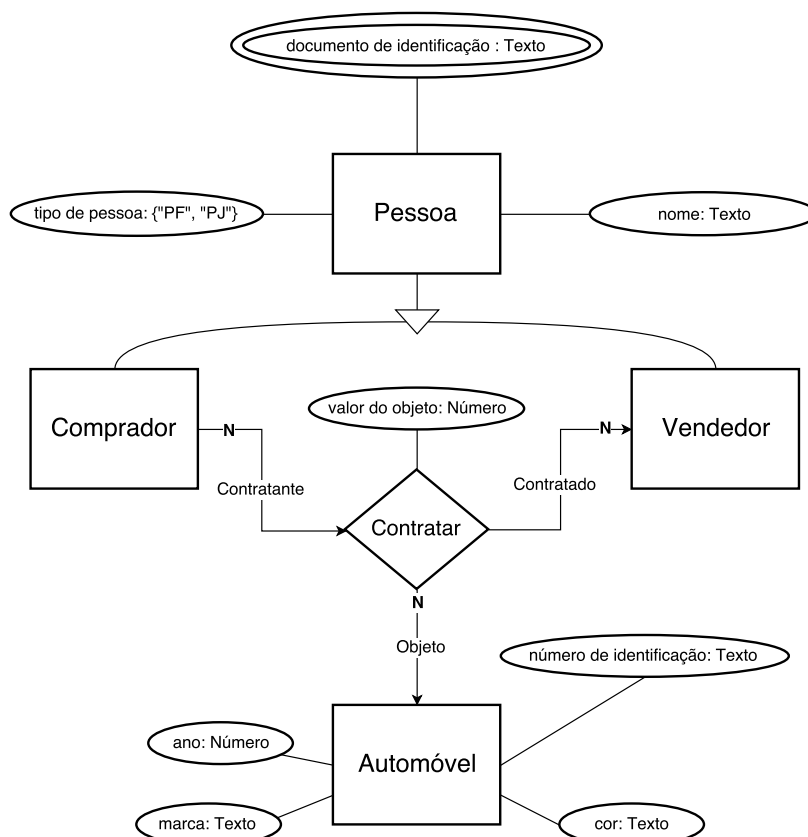 documento de identificação : Texto
tipo de pessoa: {"PF", "PJ"}
Pessoa
nome: Texto
valor do objeto: Número
Comprador
N
N
Vendedor
Contratante
Contratado
Contratar
N
Objeto
número de identificação: Texto
ano: Número
Automóvel
marca: Texto
cor: Texto